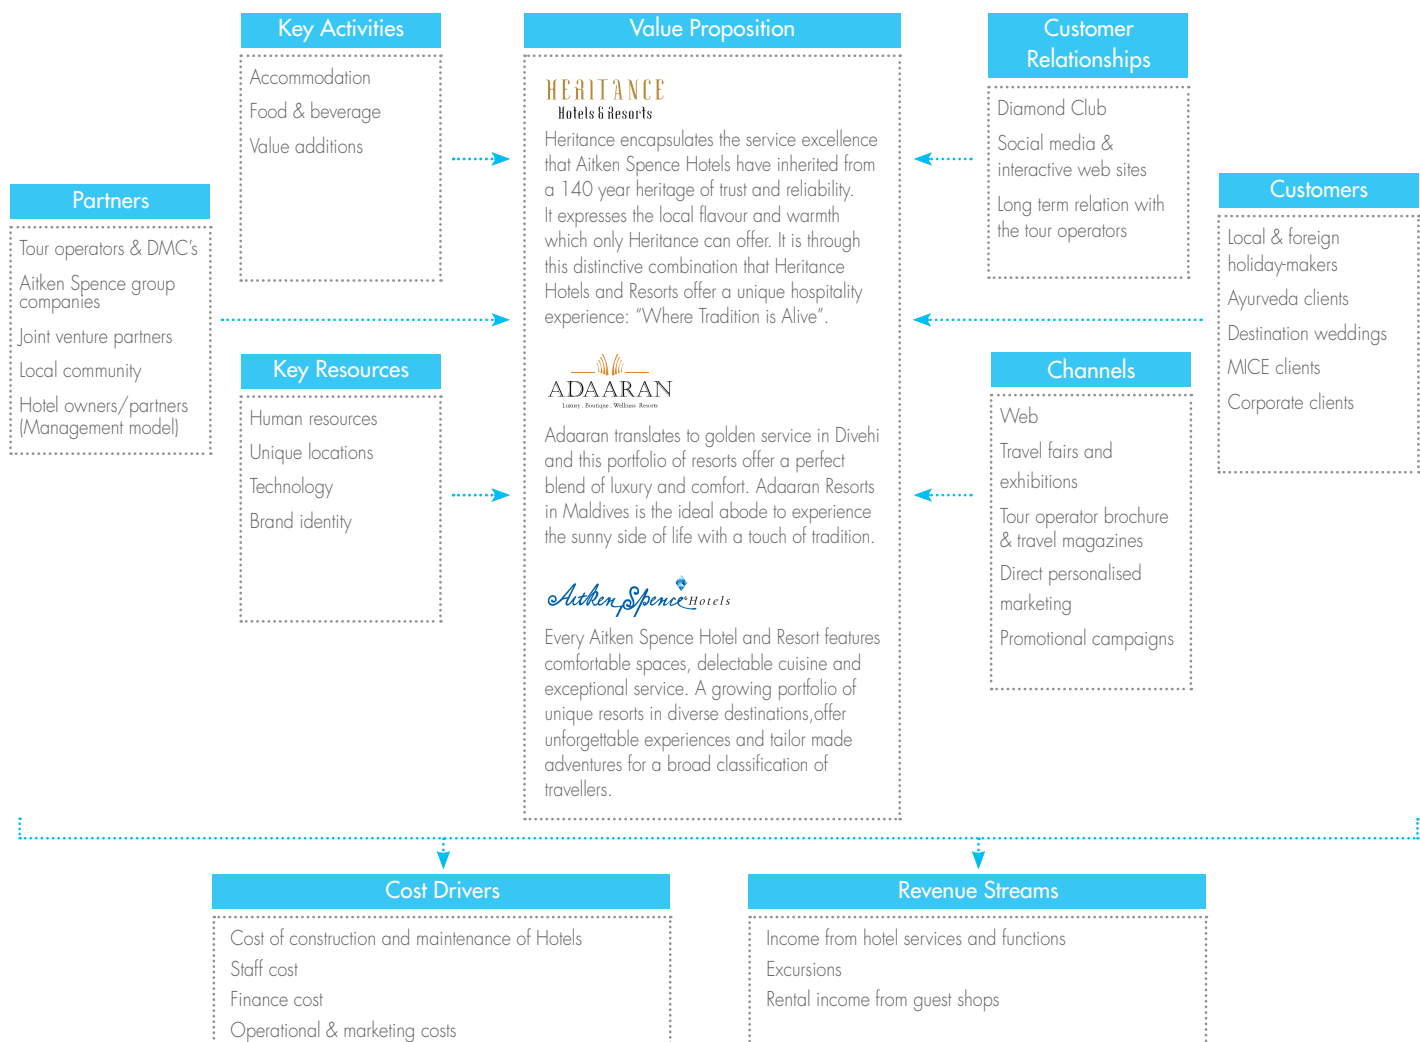 Partners
Tour operators & DMC's
Aitken Spence group
companies
Joint venture partners
Local community
Hotel owners/partners
(Management model)
Key Activities
Accommodation
Food & beverage
Value additions
Key Resources
Human resources
Unique locations
Technology
Brand identity
Value Proposition
HERITANCE
Hotels & Resorts
Heritance encapsulates the service excellence
that Aitken Spence Hotels have inherited from
a 140 year heritage of trust and reliability.
It expresses the local flavour and warmth
which only Heritance can offer. It is through
this distinctive combination that Heritance
Hotels and Resorts offer a unique hospitality
experience: “Where Tradition is Alive”.
ADAARAN
Luxury . Boutique . Wellness Resorts
Adaaran translates to golden service in Divehi
and this portfolio of resorts offer a perfect
blend of luxury and comfort. Adaaran Resorts
in Maldives is the ideal abode to experience
the sunny side of life with a touch of tradition.
Aitken Spence Hotels
Every Aitken Spence Hotel and Resort features
comfortable spaces, delectable cuisine and
exceptional service. A growing portfolio of
unique resorts in diverse destinations,offer
unforgettable experiences and tailor made
adventures for a broad classification of
travellers.
Customer
Relationships
Diamond Club
Social media &
interactive web sites
Long term relation with
the tour operators
Channels
Web
Travel fairs and
exhibitions
Tour operator brochure
& travel magazines
Direct personalised
marketing
Promotional campaigns
Customers
Local & foreign
holiday-makers
Ayurveda clients
Destination weddings
MICE clients
Corporate clients
Cost Drivers
Cost of construction and maintenance of Hotels
Staff cost
Finance cost
Operational & marketing costs
Revenue Streams
Income from hotel services and functions
Excursions
Rental income from guest shops